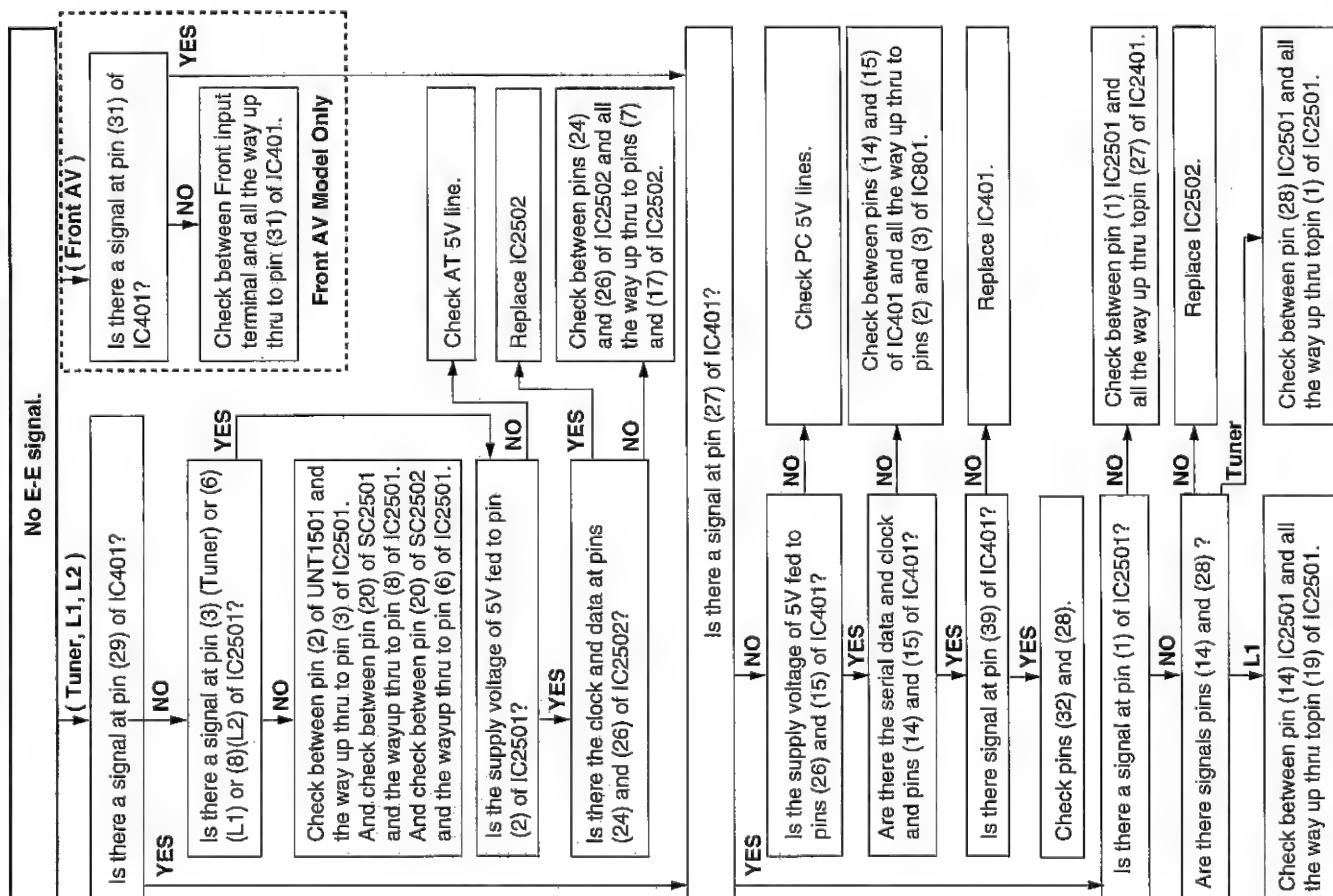 No E-E signal.
( Tuner, L1, L2 )
( Front AV )
Is there a signal at pin (29) of IC401?
YES
NO
Is there a signal at pin (3) (Tuner) or (6)
(L1) or (8)(L2) of IC2501?
YES
NO
Check between pin (2) of UNT1501 and
the way up thru to pin (3) of IC2501.
And check between pin (20) of SC2501
and the wayup thru to pin (8) of IC2501.
And check between pin (20) of SC2502
and the wayup thru to pin (6) of IC2501.
Is the supply voltage of 5V fed to pin
(2) of IC2501?
NO
YES
Is there the clock and data at pins
(24) and (26) of IC2502?
YES
NO
Is there a signal at pin (31) of
IC401?
YES
NO
Check between Front input
terminal and all the way up
thru to pin (31) of IC401.
Front AV Model Only
Check AT 5V line.
Replace IC2502
Check between pins (24)
and (26) of IC2502 and all
the way up thru to pins (7)
and (17) of IC2502.
Is there a signal at pin (27) of IC401?
YES
NO
Is the supply voltage of 5V fed to
pins (26) and (15) of IC401?
NO
Check PC 5V lines.
YES
Are there the serial data and clock
and pins (14) and (15) of IC401?
NO
Check between pins (14) and (15)
of IC401 and all the way up thru to
pins (2) and (3) of IC801.
YES
Is there signal at pin (39) of IC401?
NO
Replace IC401.
YES
Check pins (32) and (28).
Is there a signal at pin (1) of IC2501?
NO
Check between pin (1) IC2501 and
all the way up thru topin (27) of IC2401.
NO
Are there signals pins (14) and (28) ?
NO
Replace IC2502.
L1
Tuner
Check between pin (14) IC2501 and all
the way up thru topin (19) of IC2501.
Check between pin (28) IC2501 and all
the way up thru topin (1) of IC2501.